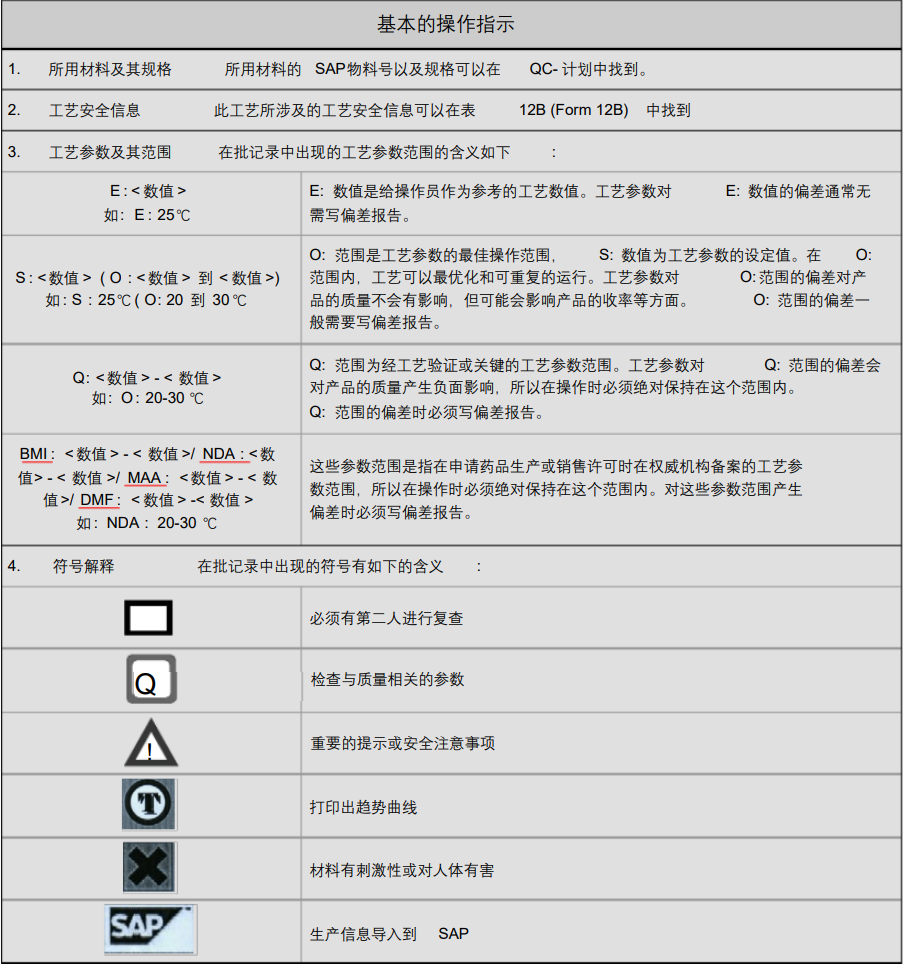 基本的操作指示
1. 所用材料及其规格 所用材料的 SAP物料号以及规格可以在 QC- 计划中找到。
2. 工艺安全信息 此工艺所涉及的工艺安全信息可以在表 12B (Form 12B) 中找到
3. 工艺参数及其范围 在批记录中出现的工艺参数范围的含义如下 :
E : < 数值 >
如: E : 25℃
E: 数值是给操作员作为参考的工艺数值。工艺参数对 E: 数值的偏差通常无
需写偏差报告。
S : < 数值 > ( O : < 数值 > 到 < 数值 >)
如 : S : 25℃ ( O: 20 到 30 ℃
O: 范围是工艺参数的最佳操作范围, S: 数值为工艺参数的设定值。在 O:
范围内,工艺可以最优化和可重复的运行。工艺参数对 O: 范围的偏差对产
品的质量不会有影响,但可能会影响产品的收率等方面。 O: 范围的偏差一
般需要写偏差报告。
Q: < 数值 > - < 数值 >
如: O : 20-30 ℃
Q: 范围为经工艺验证或关键的工艺参数范围。工艺参数对 Q: 范围的偏差会
对产品的质量产生负面影响,所以在操作时必须绝对保持在这个范围内。
Q: 范围的偏差时必须写偏差报告。
BMI : < 数值 > - < 数值 >/ NDA : < 数
值 > - < 数值 >/ MAA : < 数值 > - < 数
值 >/ DMF : < 数值 > -< 数值 >
如: NDA : 20-30 ℃
这些参数范围是指在申请药品生产或销售许可时在权威机构备案的工艺参
数范围,所以在操作时必须绝对保持在这个范围内。对这些参数范围产生
偏差时必须写偏差报告。
4. 符号解释 在批记录中出现的符号有如下的含义 :
必须有第二人进行复查
Q
检查与质量相关的参数
!
重要的提示或安全注意事项
T
打印出趋势曲线
材料有刺激性或对人体有害
SAP
生产信息导入到 SAP